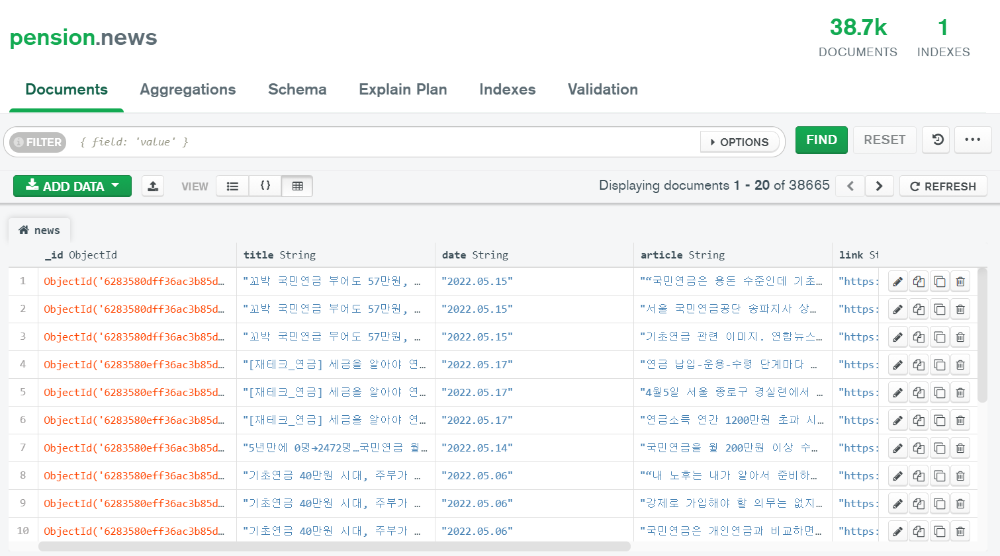 pension.news
38.7k 1
DOCUMENTS INDEXES
Documents Aggregations Schema Explain Plan Indexes Validation
FILTER { field: 'value' } OPTIONS FIND RESET ...
ADD DATA VIEW {} Displaying documents 1 - 20 of 38665 < > REFRESH
news
_id ObjectId title String date String article String link St
1 ObjectId('6283580dff36ac3b85d… "꼬박 국민연금 부어도 57만원, … "2022.05.15" "“국민연금은 용돈 수준인데 기초… "https:
2 ObjectId('6283580dff36ac3b85d… "꼬박 국민연금 부어도 57만원, … "2022.05.15" "서울 국민연금공단 송파지사 상… "https:
3 ObjectId('6283580dff36ac3b85d… "꼬박 국민연금 부어도 57만원, … "2022.05.15" "기초연금 관련 이미지. 연합뉴스… "https:
4 ObjectId('6283580eff36ac3b85d… "[재테크_연금] 세금을 알아야 연… "2022.05.17" "연금 납입-운용-수령 단계마다 … "https:
5 ObjectId('6283580eff36ac3b85d… "[재테크_연금] 세금을 알아야 연… "2022.05.17" "4월5일 서울 종로구 경실련에서 … "https:
6 ObjectId('6283580eff36ac3b85d… "[재테크_연금] 세금을 알아야 연… "2022.05.17" "연금소득 연간 1200만원 초과 시… "https:
7 ObjectId('6283580eff36ac3b85d… "5년만에 0명→2472명…국민연금 월… "2022.05.14" "국민연금을 월 200만원 이상 수… "https:
8 ObjectId('6283580eff36ac3b85d… "기초연금 40만원 시대, 주부가 … "2022.05.06" "“내 노후는 내가 알아서 준비하… "https:
9 ObjectId('6283580eff36ac3b85d… "기초연금 40만원 시대, 주부가 … "2022.05.06" "강제로 가입해야 할 의무는 없지… "https:
10 ObjectId('6283580eff36ac3b85d… "기초연금 40만원 시대, 주부가 … "2022.05.06" "국민연금은 개인연금과 비교하면… "https: